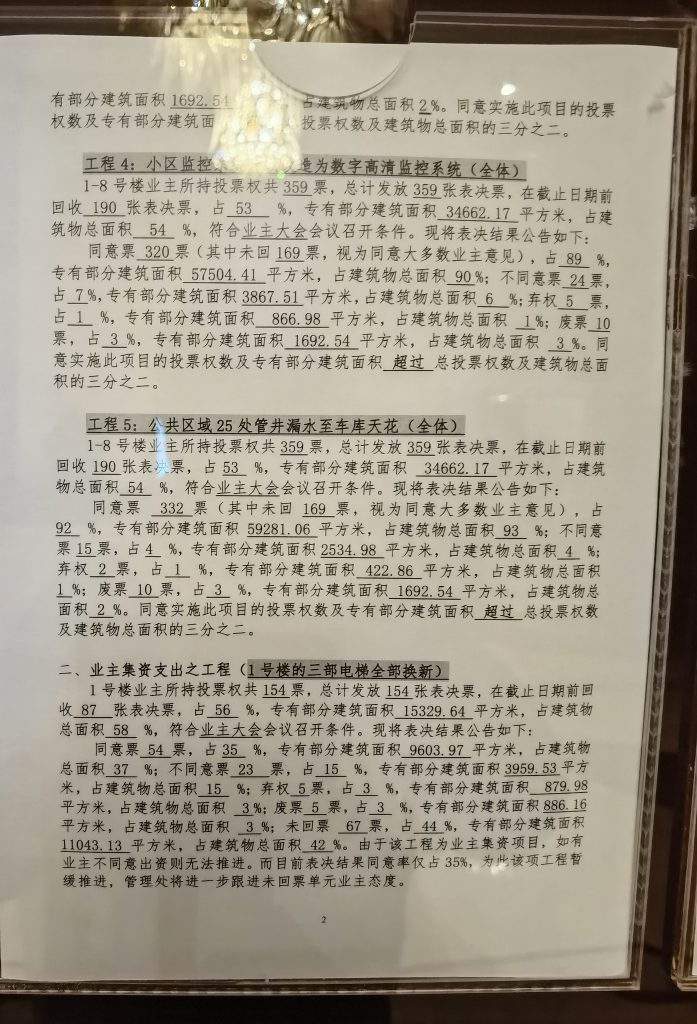 有部分建筑面积 1692.54 占建筑物总面积 2%。同意实施此项目的投票
权数及专有部分建筑面 投票权数及建筑物总面积的三分之二。
工程 4：小区监控 造为数字高清监控系统（全体）
1-8 号楼业主所持投票权共 359 票，总计发放 359 张表决票，在截止日期前
回收 190 张表决票，占 53 %，专有部分建筑面积 34662.17 平方米，占建
筑物总面积 54 %，符合业主大会会议召开条件。现将表决结果公告如下：
同意票 320 票（其中未回 169 票，视为同意大多数业主意见），占 89 %，
专有部分建筑面积 57504.41 平方米，占建筑物总面积 90%；不同意票 24 票，
占 7%，专有部分建筑面积 3867.51 平方米，占建筑物总面积 6 %；弃权 5 票，
占 1 %，专有部分建筑面积 866.98 平方米，占建筑物总面积 1%；废票 10
票，占 3 %，专有部分建筑面积 1692.54 平方米，占建筑物总面积 3 %。同
意实施此项目的投票权数及专有部分建筑面积 超过 总投票权数及建筑物总面
积的三分之二。
工程 5：公共区域 25 处管井漏水至车库天花（全体）
1-8 号楼业主所持投票权共 359 票，总计发放 359 张表决票，在截止日期前
回收 190 张表决票，占 53 %，专有部分建筑面积 34662.17 平方米，占建筑
物总面积 54 %，符合业主大会会议召开条件。现将表决结果公告如下：
同意票 332 票（其中未回 169 票，视为同意大多数业主意见），占
92 %，专有部分建筑面积 59281.06 平方米，占建筑物总面积 93 %；不同意
票 15 票，占 4 %，专有部分建筑面积 2534.98 平方米，占建筑物总面积 4 %；
弃权 2 票，占 1 %，专有部分建筑面积 422.86 平方米，占建筑物总面积
1 %；废票 10 票，占 3 %，专有部分建筑面积 1692.54 平方米，占建筑物总
面积 2 %。同意实施此项目的投票权数及专有部分建筑面积 超过 总投票权数
及建筑物总面积的三分之二。
二、业主集资支出之工程（1 号楼的三部电梯全部换新）
1 号楼业主所持投票权共 154 票，总计发放 154 张表决票，在截止日期前回
收 87 张表决票，占 56 %，专有部分建筑面积 15329.64 平方米，占建筑物
总面积 58 %，符合业主大会会议召开条件。现将表决结果公告如下：
同意票 54 票，占 35 %，专有部分建筑面积 9603.97 平方米，占建筑物
总面积 37 %；不同意票 23 票，占 15 %，专有部分建筑面积 3959.53 平方
米，占建筑物总面积 15 %；弃权 5 票，占 3 %，专有部分建筑面积 879.98
平方米，占建筑物总面积 3%；废票 5 票，占 3 %，专有部分建筑面积 886.16
平方米，占建筑物总面积 3 %；未回票 67 票，占 44 %，专有部分建筑面积
11043.13 平方米，占建筑物总面积 42 %。由于该工程为业主集资项目，如有
业主不同意出资则无法推进。而目前表决结果同意率仅占 35%，为此该项工程暂
缓推进，管理处将进一步跟进未回票单元业主态度。
2